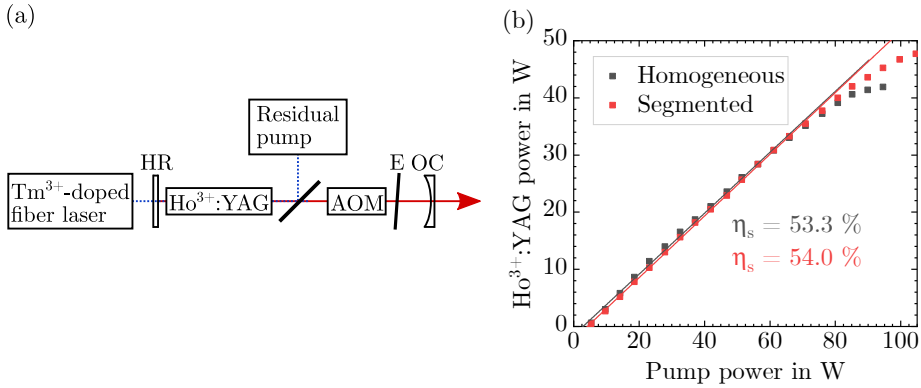 (a)
Residual
pump
HR
E OC
Tm³⁺-doped
fiber laser
Ho³⁺:YAG
AOM
(b)
Ho³⁺:YAG power in W
50
40
30
20
10
0
Homogeneous
Segmented
ηs = 53.3 %
ηs = 54.0 %
0 20 40 60 80 100
Pump power in W